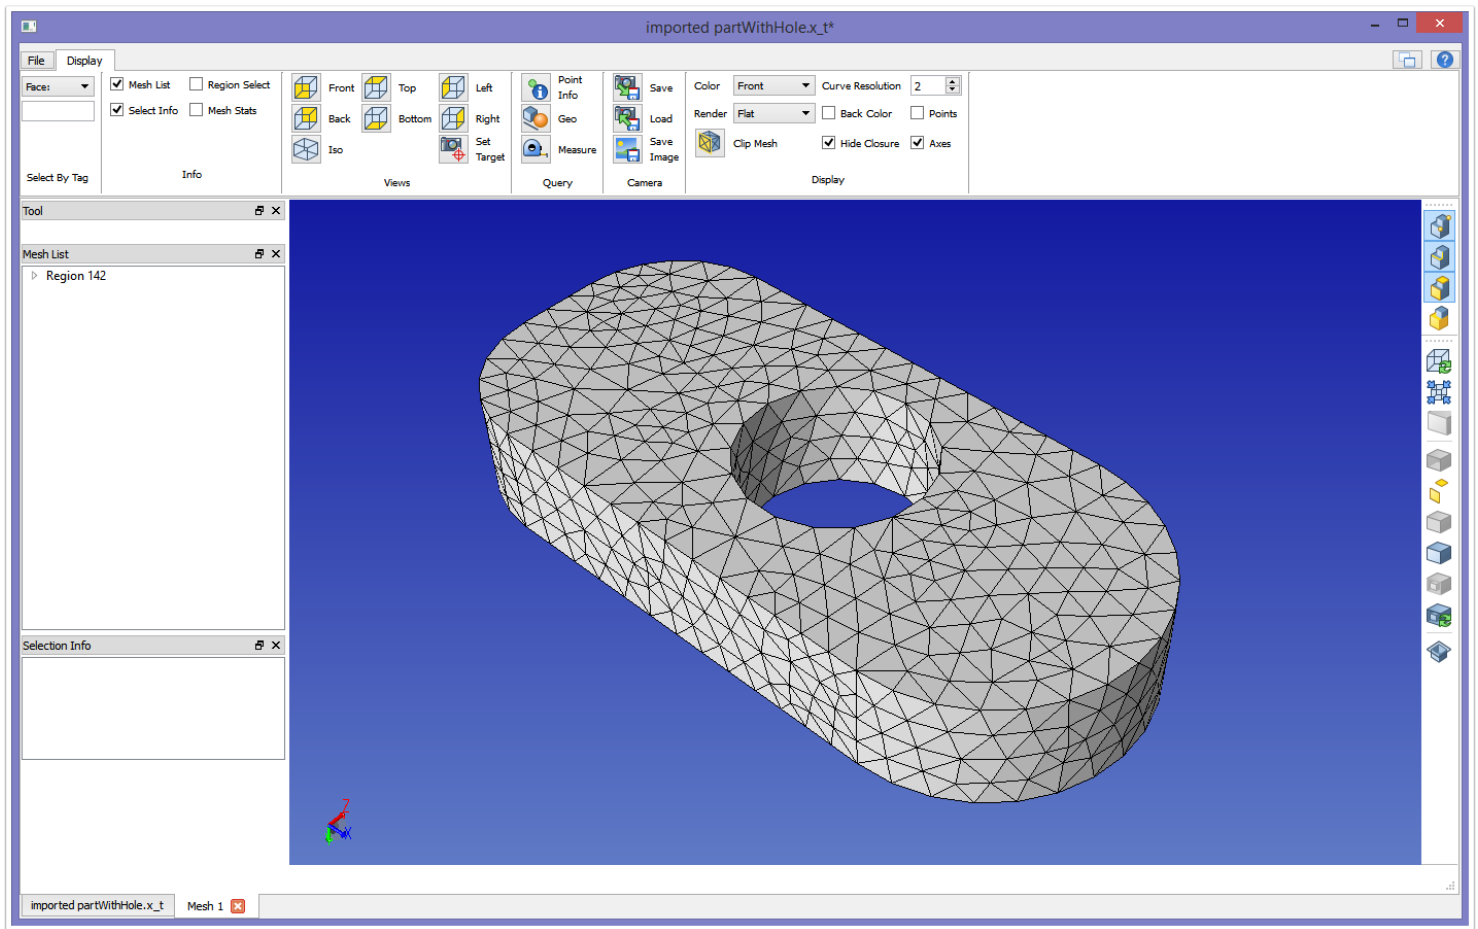 imported partWithHole.x_t*
File Display
Face:
Select By Tag
Mesh List Region Select
Select Info Mesh Stats
Info
Front Top Left
Back Bottom Right
Iso Set
Target
Views
Point
Info
Geo
Measure
Query
Save
Load
Save
Image
Camera
Color Front Curve Resolution 2
Render Flat Back Color Points
Clip Mesh Hide Closure Axes
Display
Tool
Mesh List
Region 142
Selection Info
Z
X
imported partWithHole.x_t Mesh 1